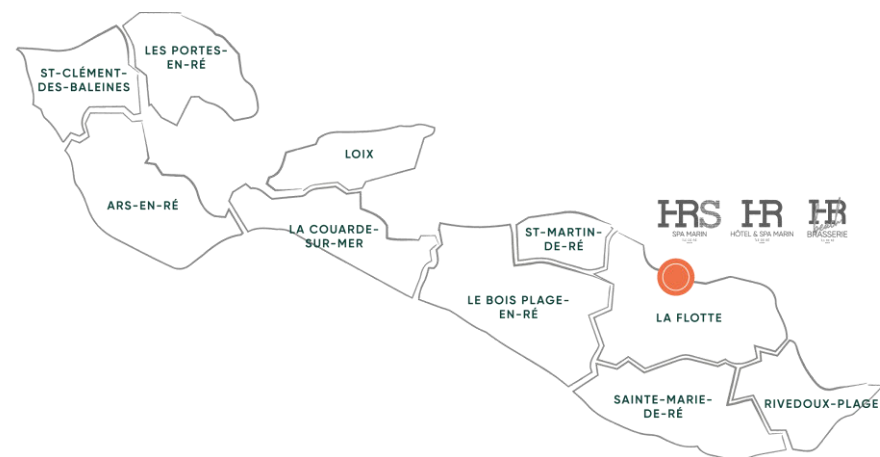 LES PORTES-
EN-RÉ
ST-CLÉMENT-
DES-BALEINES
LOIX
ARS-EN-RÉ
LA COUARDE-
SUR-MER
ST-MARTIN-
DE-RÉ
HRS
SPA MARIN
HR
HÔTEL & SPA MARIN
HR
beach
BRASSERIE
LE BOIS PLAGE-
EN-RÉ
LA FLOTTE
SAINTE-MARIE-
DE-RÉ
RIVEDOUX-PLAGE